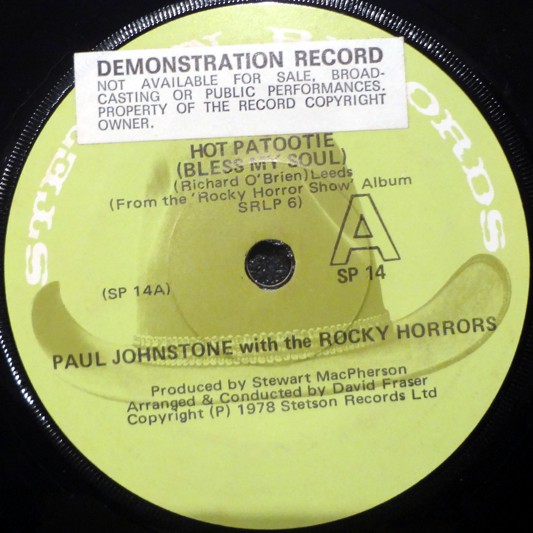 DEMONSTRATION RECORD
NOT AVAILABLE FOR SALE, BROAD-
CASTING OR PUBLIC PERFORMANCES.
PROPERTY OF THE RECORD COPYRIGHT
OWNER.
HOT PATOOTIE
(BLESS MY SOUL)
(Richard O'Brien) Leeds
(From the 'Rocky Horror Show' Album
SRLP 6)
A
SP 14
(SP 14A)
PAUL JOHNSTONE with the ROCKY HORRORS
Produced by Stewart MacPherson
Arranged & Conducted by David Fraser
Copyright (P) 1978 Stetson Records Ltd